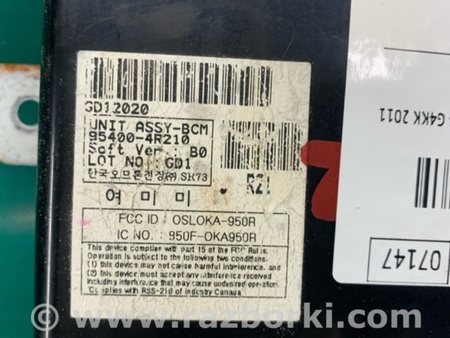 GD12020
UNIT ASSY-BCM
95400-4R210
Soft Ver. : B0
LOT NO : GD1
한국오므론전장㈜ SK73
여 미 미
R21
FCC ID : OSLOKA-950R
IC NO. : 950F-OKA950R
This device complies with part 15 of the FCC Rules.
Operation is subject to the following two conditions.
(1) this device may not cause harmful interference, and
(2) this device must accept any interference received
including interference that may cause undesired operation.
Complies with RSS-210 of Industry Canada
G4KK 2011
07147
www.razborki.com